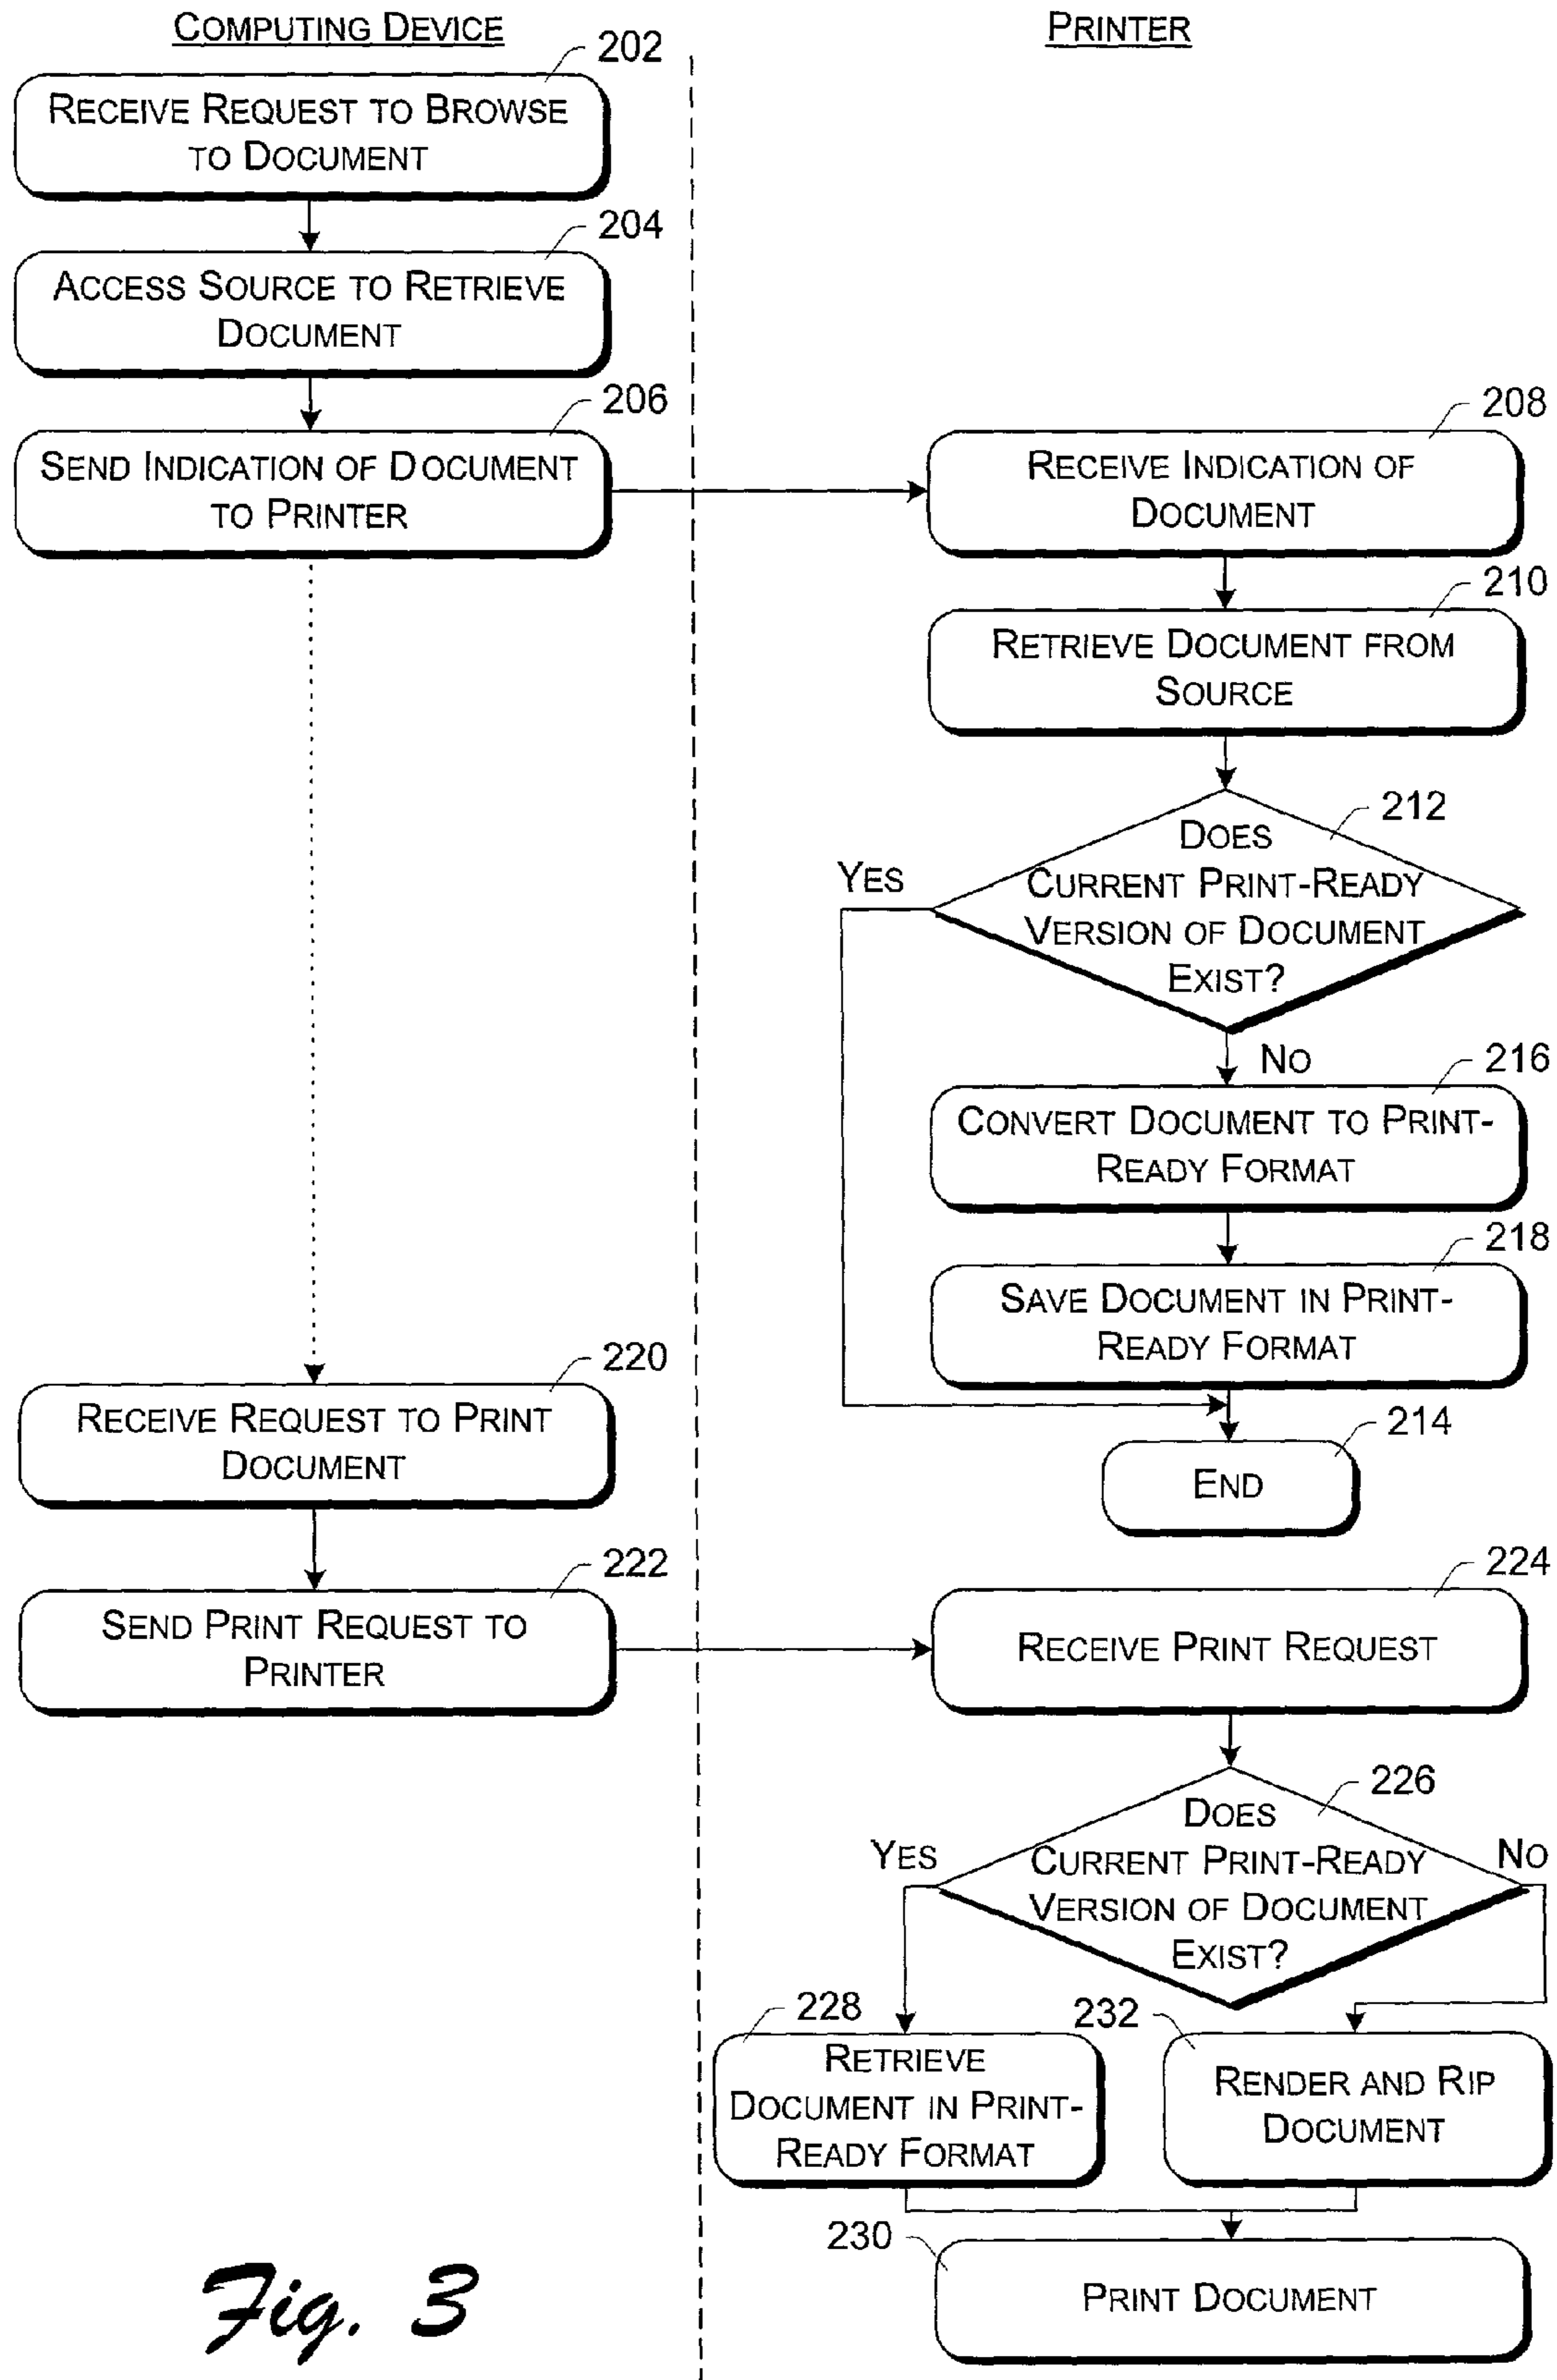 COMPUTING DEVICE
PRINTER
202
RECEIVE REQUEST TO BROWSE
TO DOCUMENT
204
ACCESS SOURCE TO RETRIEVE
DOCUMENT
206
SEND INDICATION OF DOCUMENT
TO PRINTER
208
RECEIVE INDICATION OF
DOCUMENT
210
RETRIEVE DOCUMENT FROM
SOURCE
212
DOES
CURRENT PRINT-READY
VERSION OF DOCUMENT
EXIST?
YES
NO
216
CONVERT DOCUMENT TO PRINT-
READY FORMAT
218
SAVE DOCUMENT IN PRINT-
READY FORMAT
214
END
220
RECEIVE REQUEST TO PRINT
DOCUMENT
222
SEND PRINT REQUEST TO
PRINTER
224
RECEIVE PRINT REQUEST
226
DOES
CURRENT PRINT-READY
VERSION OF DOCUMENT
EXIST?
YES
NO
228
RETRIEVE
DOCUMENT IN PRINT-
READY FORMAT
232
RENDER AND RIP
DOCUMENT
230
PRINT DOCUMENT
Fig. 3